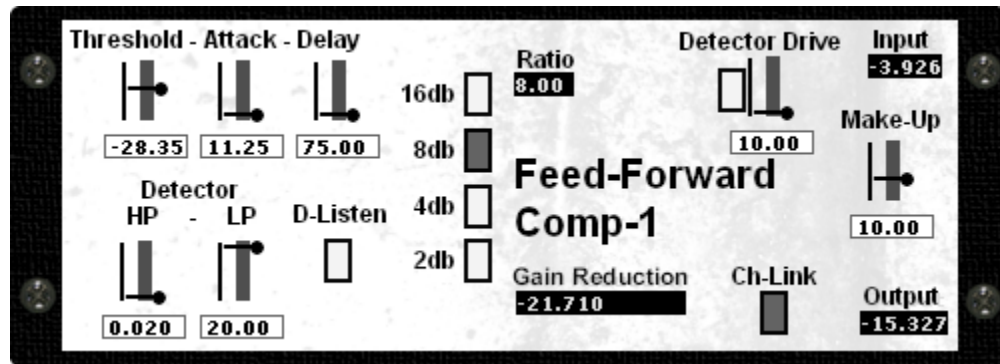 Threshold - Attack - Delay
-28.35 11.25 75.00
Detector
HP - LP
D-Listen
0.020 20.00
16db
8db
4db
2db
Ratio
8.00
Feed-Forward
Comp-1
Gain Reduction
-21.710
Detector Drive
10.00
Ch-Link
Input
-3.926
Make-Up
10.00
Output
-15.327